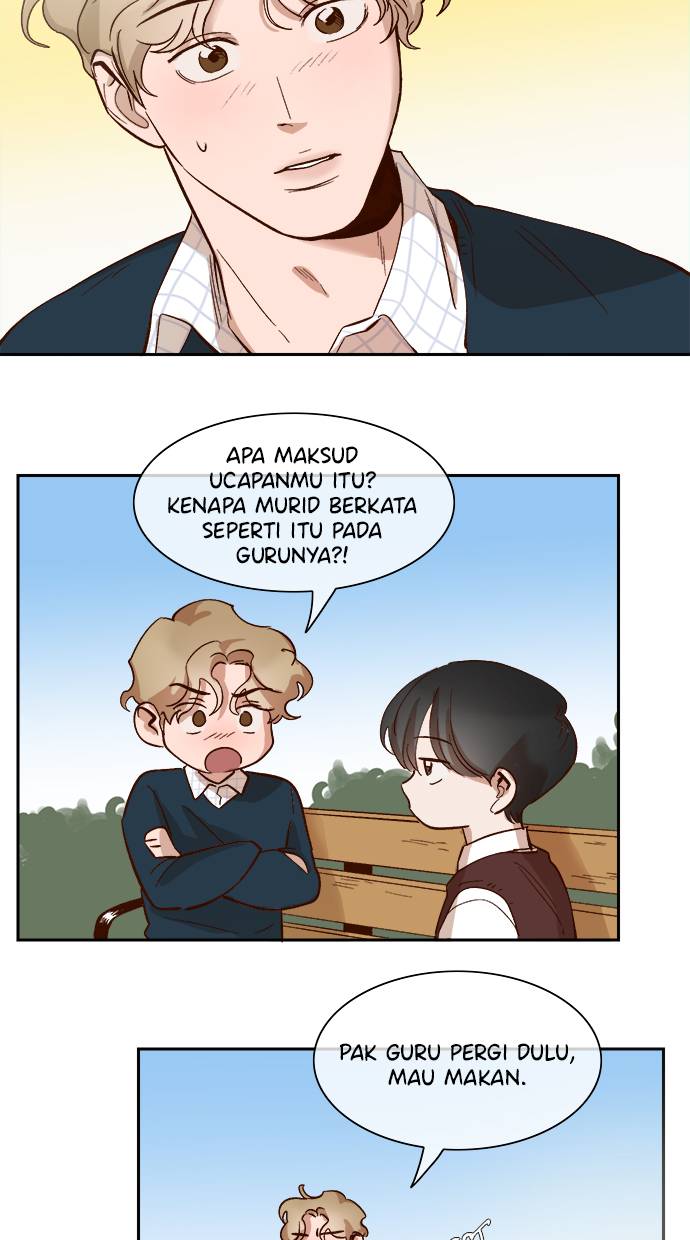 APA MAKSUD
UCAPANMU ITU?
KENAPA MURID BERKATA
SEPERTI ITU PADA
GURUNYA?!
PAK GURU PERGI DULU,
MAU MAKAN.